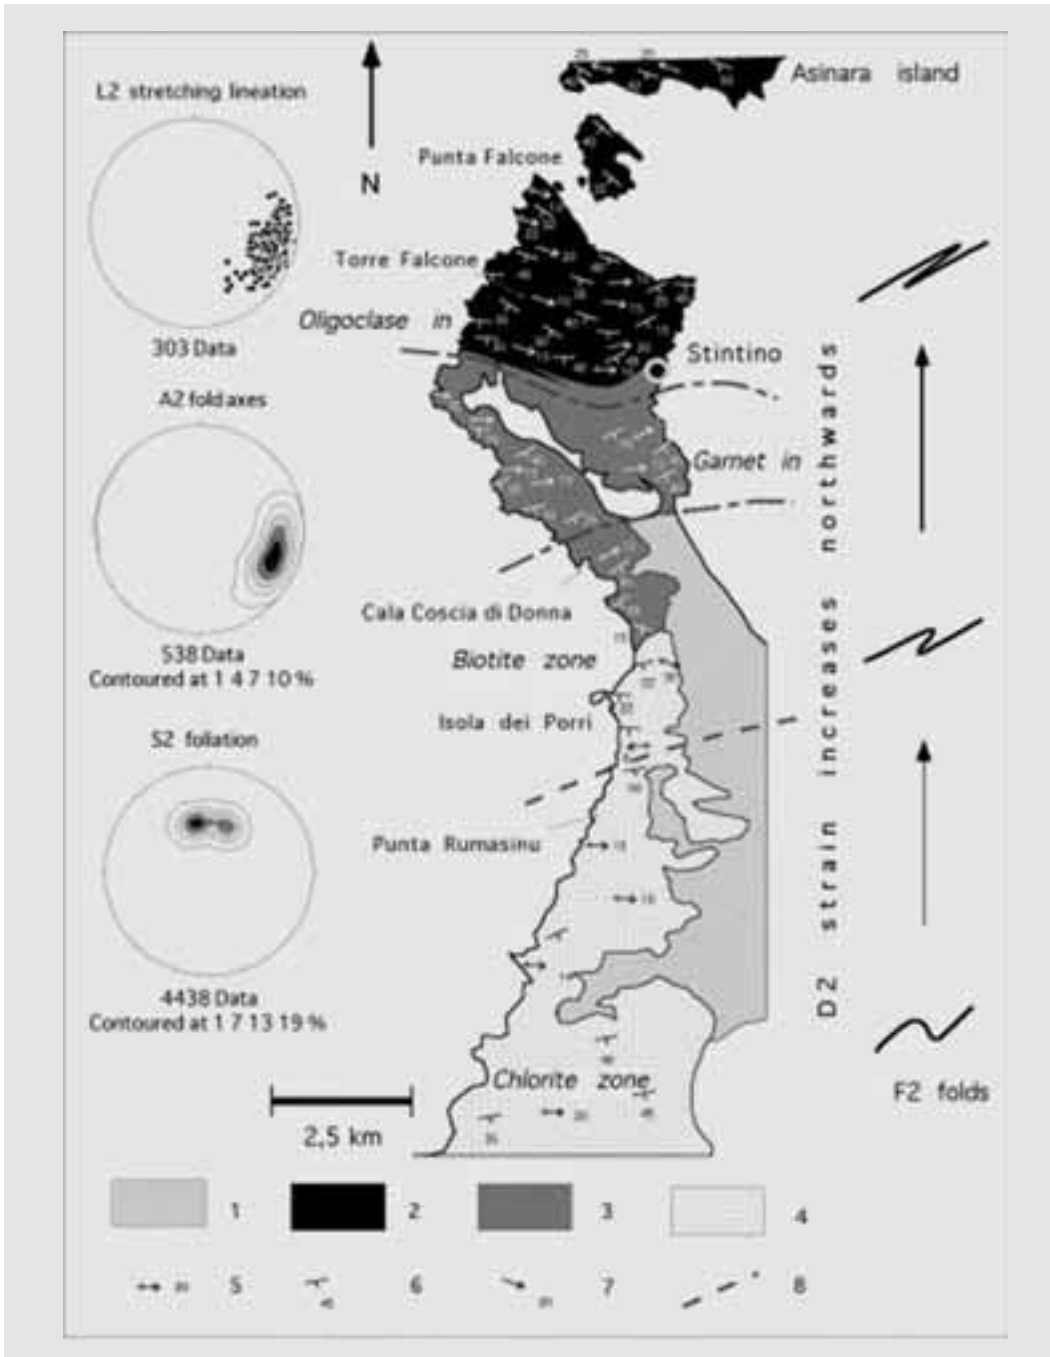 Asinara island
L2 stretching lineation
Punta Falcone
N
Torre Falcone
Oligoclase in
303 Data
Stintino
A2 fold axes
Garnet in
Cala Coscia di Donna
538 Data
Contoured at 1 4 7 10 %
Biotite zone
Isola dei Porri
S2 foliation
Punta Rumasinu
4438 Data
Contoured at 1 7 13 19 %
D2 strain increases northwards
Chlorite zone
F2 folds
2,5 km
1
2
3
4
5
6
7
8